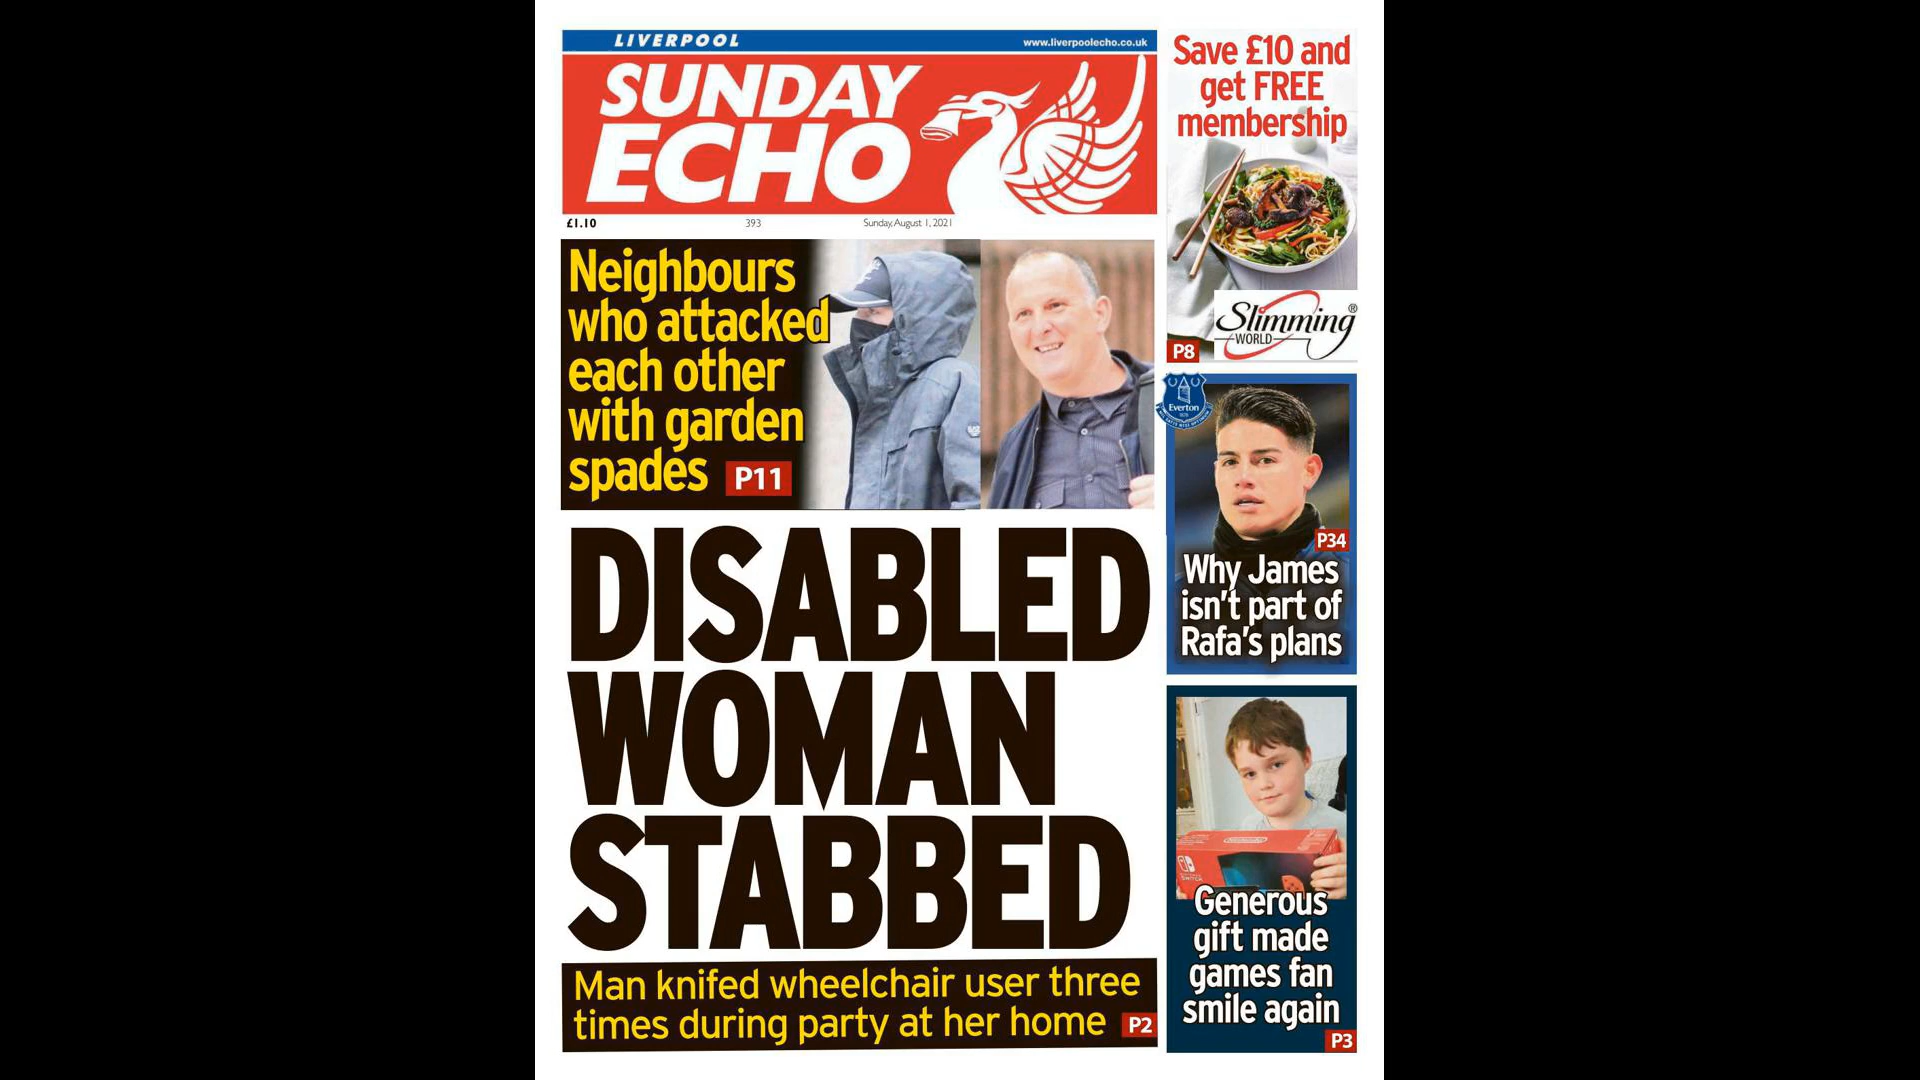 LIVERPOOL
www.liverpoolecho.co.uk
SUNDAY
ECHO
£1.10
393
Sunday, August 1, 2021
Neighbours
who attacked
each other
with garden
spades P11
DISABLED
WOMAN
STABBED
Man knifed wheelchair user three
times during party at her home P2
Save £10 and
get FREE
membership
Slimming
WORLD
®
P8
Everton
1878
P34
Why James
isn't part of
Rafa's plans
SWITCH
Generous
gift made
games fan
smile again
P3